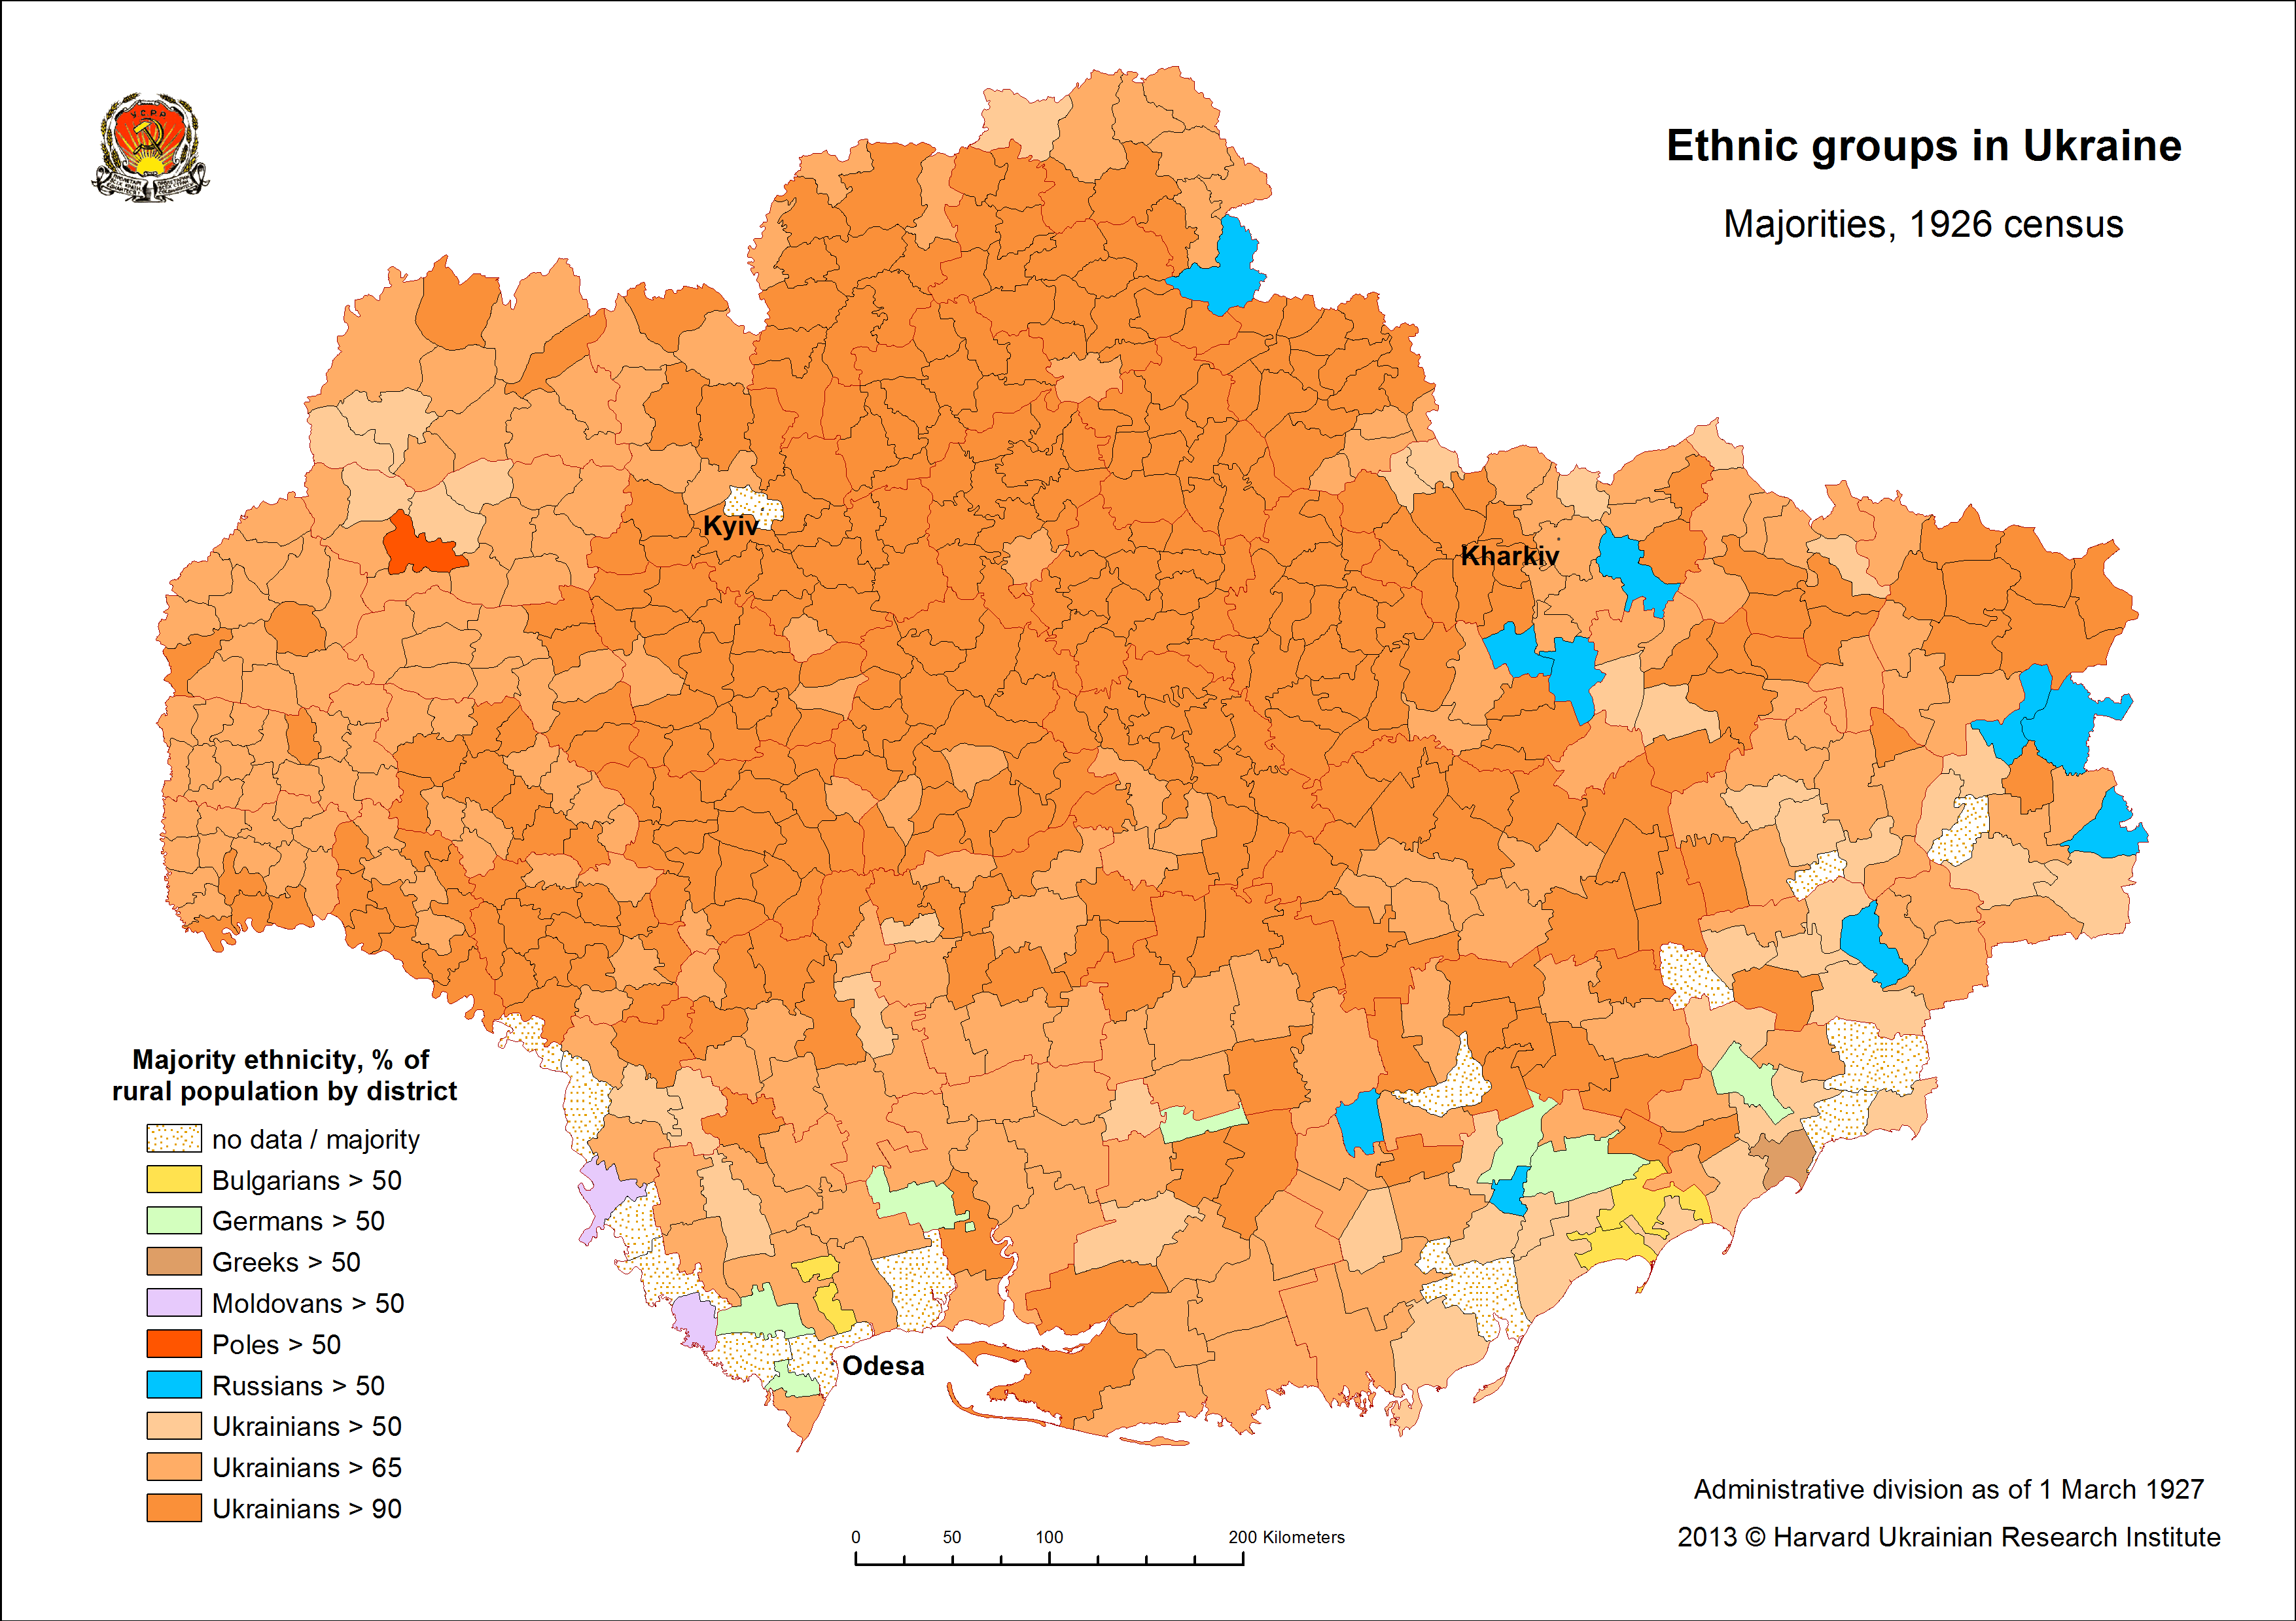 УСРР
Ethnic groups in Ukraine
Majorities, 1926 census
Kyiv
Kharkiv
Odesa
Majority ethnicity, % of
rural population by district
no data / majority
Bulgarians > 50
Germans > 50
Greeks > 50
Moldovans > 50
Poles > 50
Russians > 50
Ukrainians > 50
Ukrainians > 65
Ukrainians > 90
0 50 100 200 Kilometers
Administrative division as of 1 March 1927
2013 © Harvard Ukrainian Research Institute